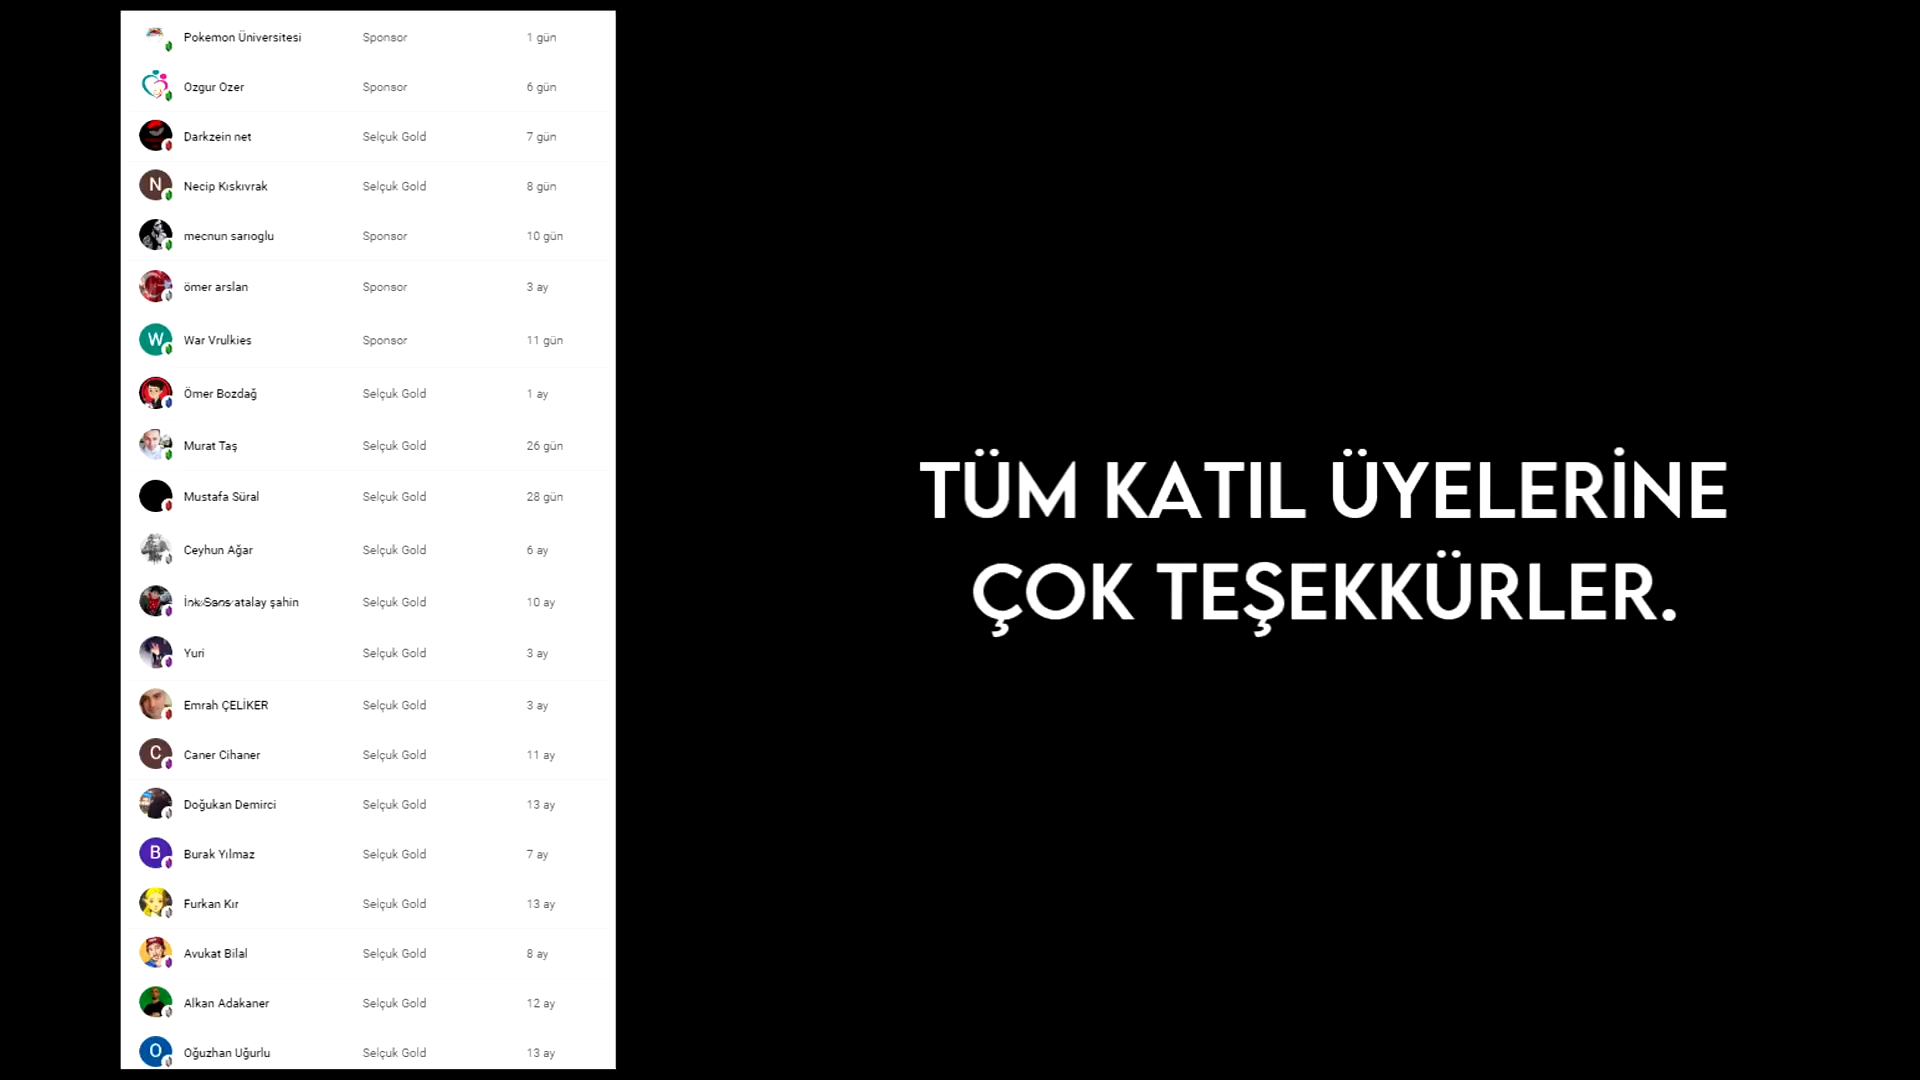 Pokemon Üniversitesi Sponsor 1 gün
Ozgur Ozer Sponsor 6 gün
Darkzein net Selçuk Gold 7 gün
N Necip Kıskıvrak Selçuk Gold 8 gün
mecnun sarıoglu Sponsor 10 gün
ömer arslan Sponsor 3 ay
W War Vrulkies Sponsor 11 gün
Ömer Bozdağ Selçuk Gold 1 ay
Murat Taş Selçuk Gold 26 gün
Mustafa Süral Selçuk Gold 28 gün
Ceyhun Ağar Selçuk Gold 6 ay
atalay şahin Selçuk Gold 10 ay
Yuri Selçuk Gold 3 ay
Emrah ÇELİKER Selçuk Gold 3 ay
C Caner Cihaner Selçuk Gold 11 ay
Doğukan Demirci Selçuk Gold 13 ay
B Burak Yılmaz Selçuk Gold 7 ay
Furkan Kır Selçuk Gold 13 ay
Avukat Bilal Selçuk Gold 8 ay
Alkan Adakaner Selçuk Gold 12 ay
O Oğuzhan Uğurlu Selçuk Gold 13 ay
TÜM KATIL ÜYELERİNE
ÇOK TEŞEKKÜRLER.